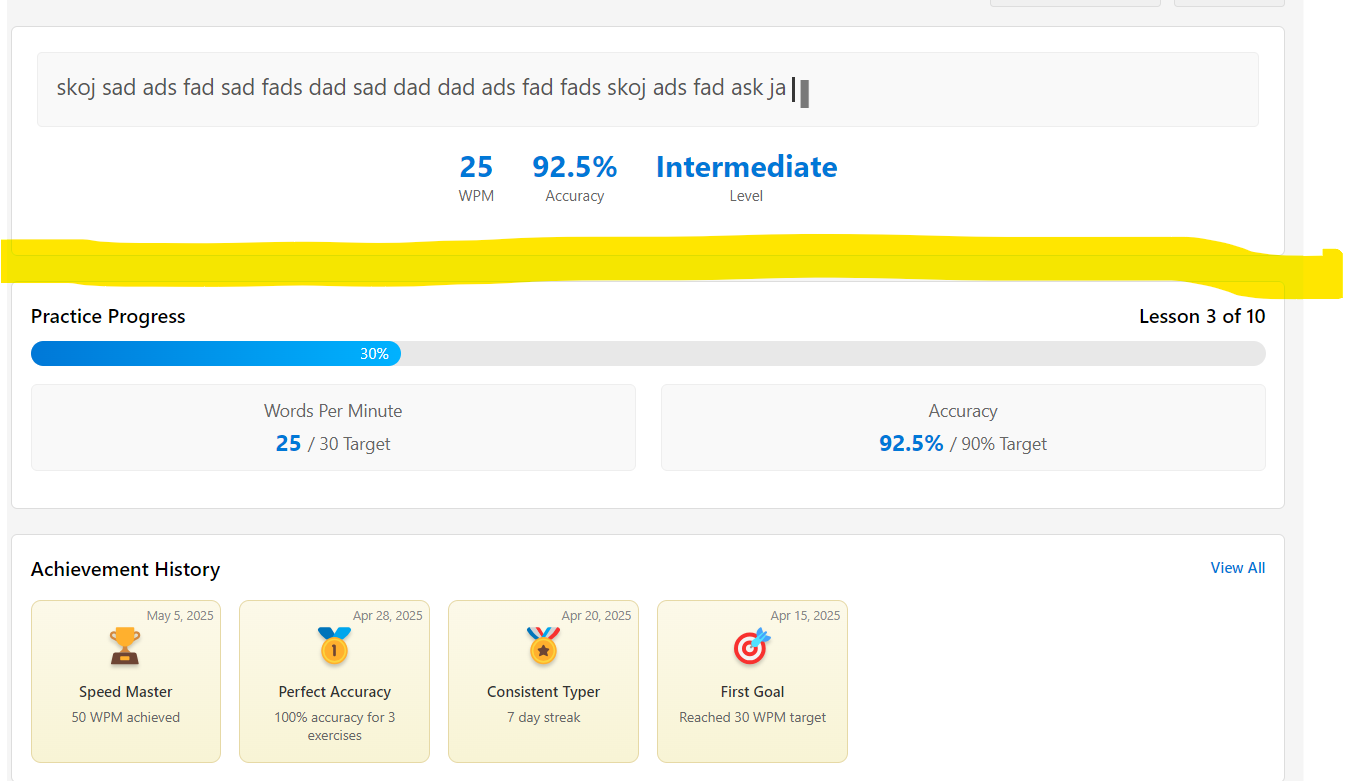 skoj sad ads fad sad fads dad sad dad dad ads fad fads skoj ads fad ask ja
25 92.5% Intermediate
WPM Accuracy Level
Practice Progress Lesson 3 of 10
30%
Words Per Minute
25 / 30 Target
Accuracy
92.5% / 90% Target
Achievement History View All
May 5, 2025
Speed Master
50 WPM achieved
Apr 28, 2025
1
Perfect Accuracy
100% accuracy for 3
exercises
Apr 20, 2025
Consistent Typer
7 day streak
Apr 15, 2025
First Goal
Reached 30 WPM target